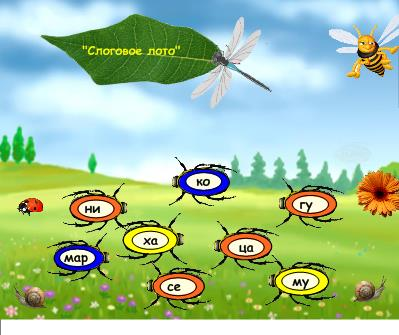 "Слоговое лото"
ко
ни
гу
ха
ца
мар
се
му